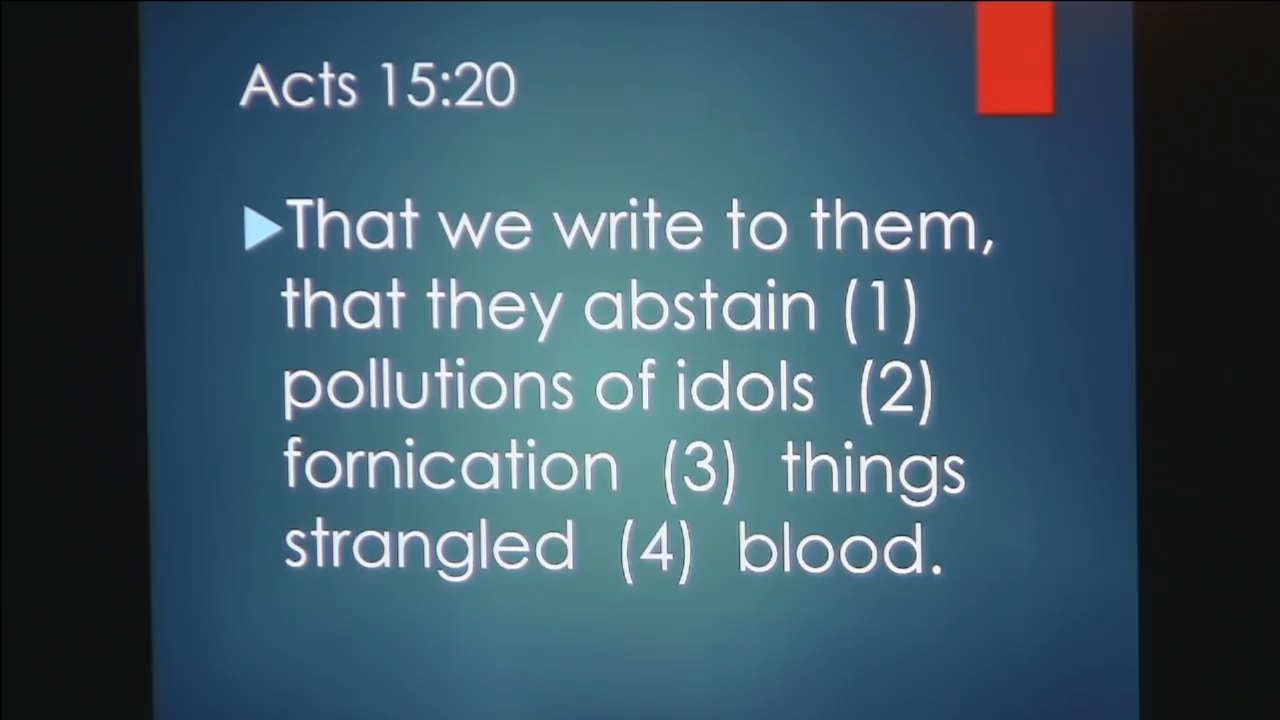 Acts 15:20
That we write to them,
that they abstain (1)
pollutions of idols (2)
fornication (3) things
strangled (4) blood.